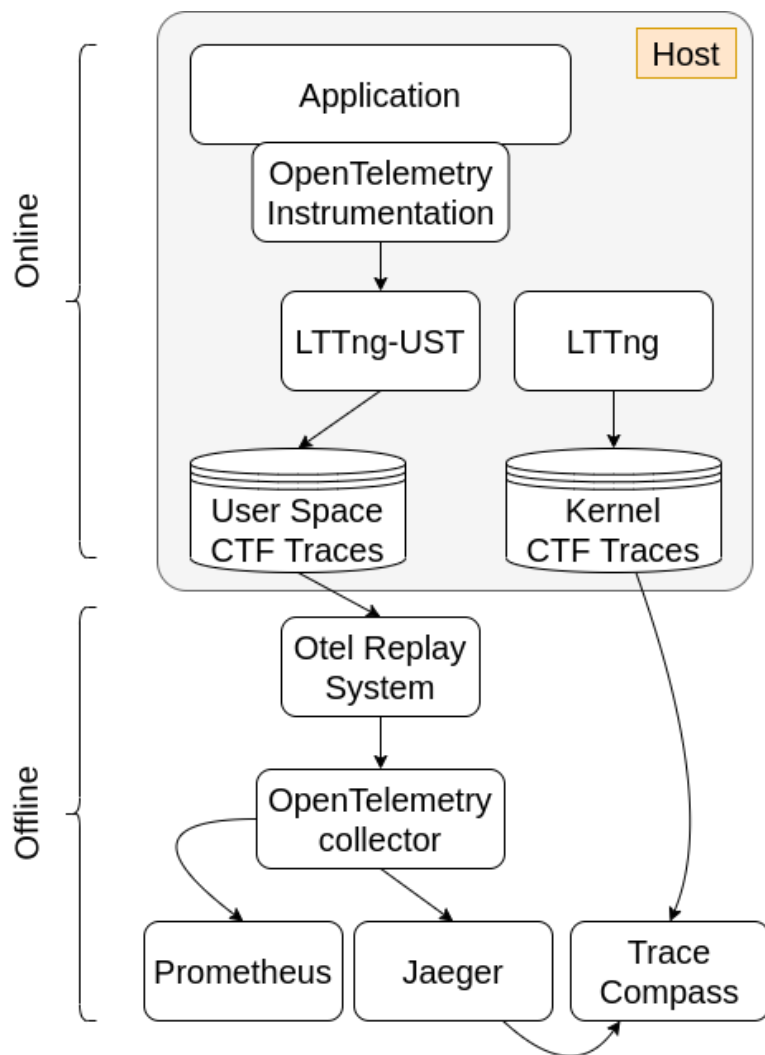 Host
Application
OpenTelemetry
Instrumentation
Online
LTTng-UST
LTTng
User Space
CTF Traces
Kernel
CTF Traces
Otel Replay
System
Offline
OpenTelemetry
collector
Prometheus
Jaeger
Trace
Compass